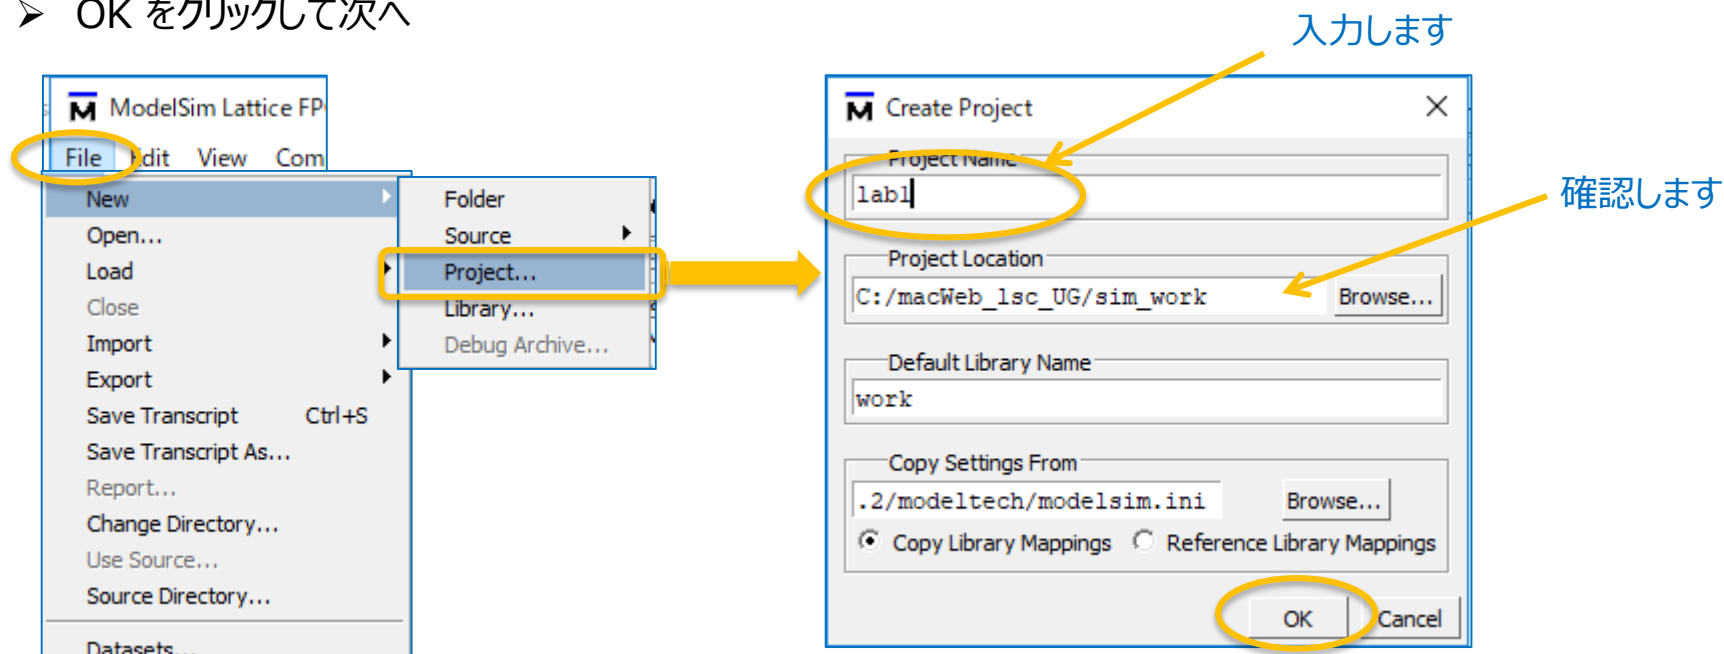 ➢ OK をクリックして次へ
入力します
ModelSim Lattice FP
File Edit View Com
New
Open...
Load
Close
Import
Export
Save Transcript Ctrl+S
Save Transcript As...
Report...
Change Directory...
Use Source...
Source Directory...
Datasets...
Folder
Source
Project...
Library...
Debug Archive...
Create Project
Project Name
lab1
確認します
Project Location
C:/macWeb_lsc_UG/sim_work Browse...
Default Library Name
work
Copy Settings From
.2/modeltech/modelsim.ini Browse...
Copy Library Mappings Reference Library Mappings
OK Cancel